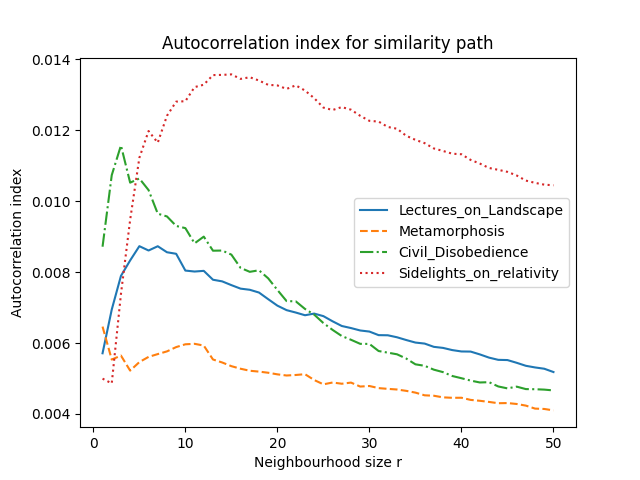 Autocorrelation index for similarity path
0.014
0.012
0.010
0.008
0.006
0.004
Autocorrelation index
Lectures_on_Landscape
Metamorphosis
Civil_Disobedience
Sidelights_on_relativity
0
10
20
30
40
50
Neighbourhood size r